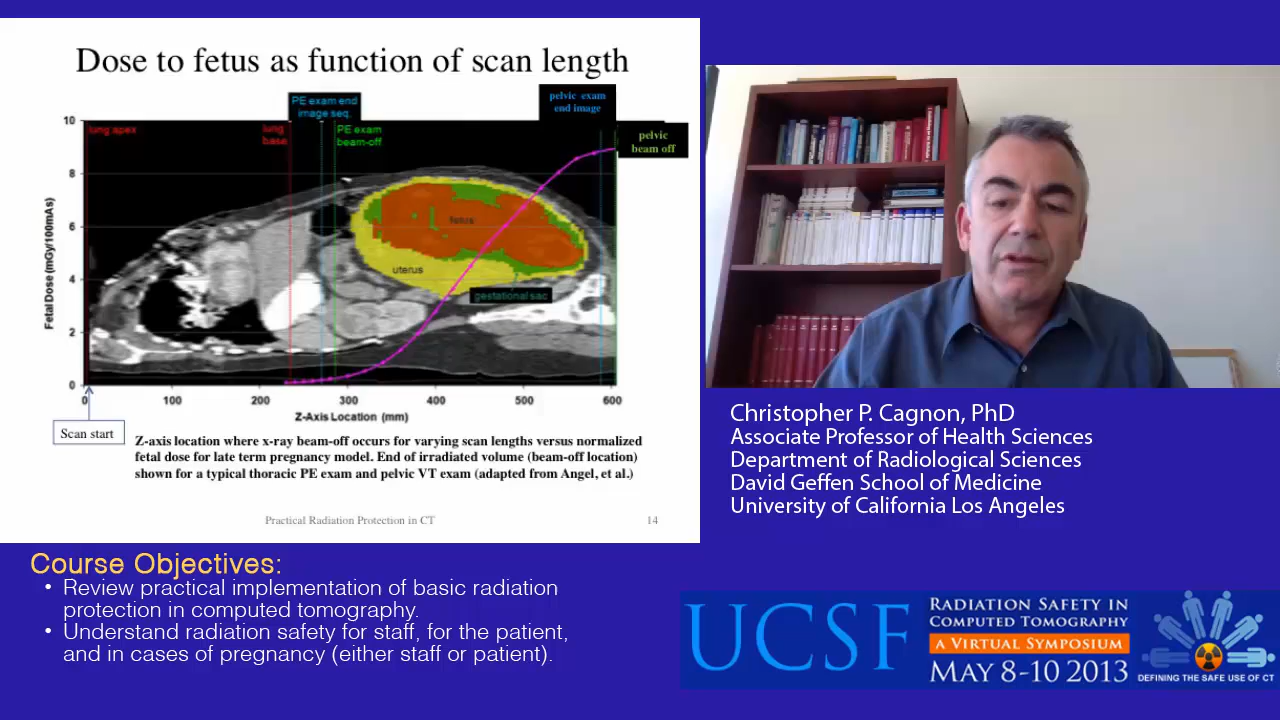 Dose to fetus as function of scan length
PE exam end
image seq.
pelvic exam
end image
lung apex
lung
base
PE exam
beam-off
pelvic
beam off
10
8
6
4
2
0
Fetal Dose (mGy/100mAs)
fetus
uterus
gestational sac
0
100
200
300
400
500
600
Z-Axis Location (mm)
Scan start
Z-axis location where x-ray beam-off occurs for varying scan lengths versus normalized
fetal dose for late term pregnancy model. End of irradiated volume (beam-off location)
shown for a typical thoracic PE exam and pelvic VT exam (adapted from Angel, et al.)
Practical Radiation Protection in CT
14
Christopher P. Cagnon, PhD
Associate Professor of Health Sciences
Department of Radiological Sciences
David Geffen School of Medicine
University of California Los Angeles
Course Objectives:
• Review practical implementation of basic radiation
protection in computed tomography.
• Understand radiation safety for staff, for the patient,
and in cases of pregnancy (either staff or patient).
UCSF
Radiation Safety in
Computed Tomography
A Virtual Symposium
May 8-10 2013
DEFINING THE SAFE USE OF CT